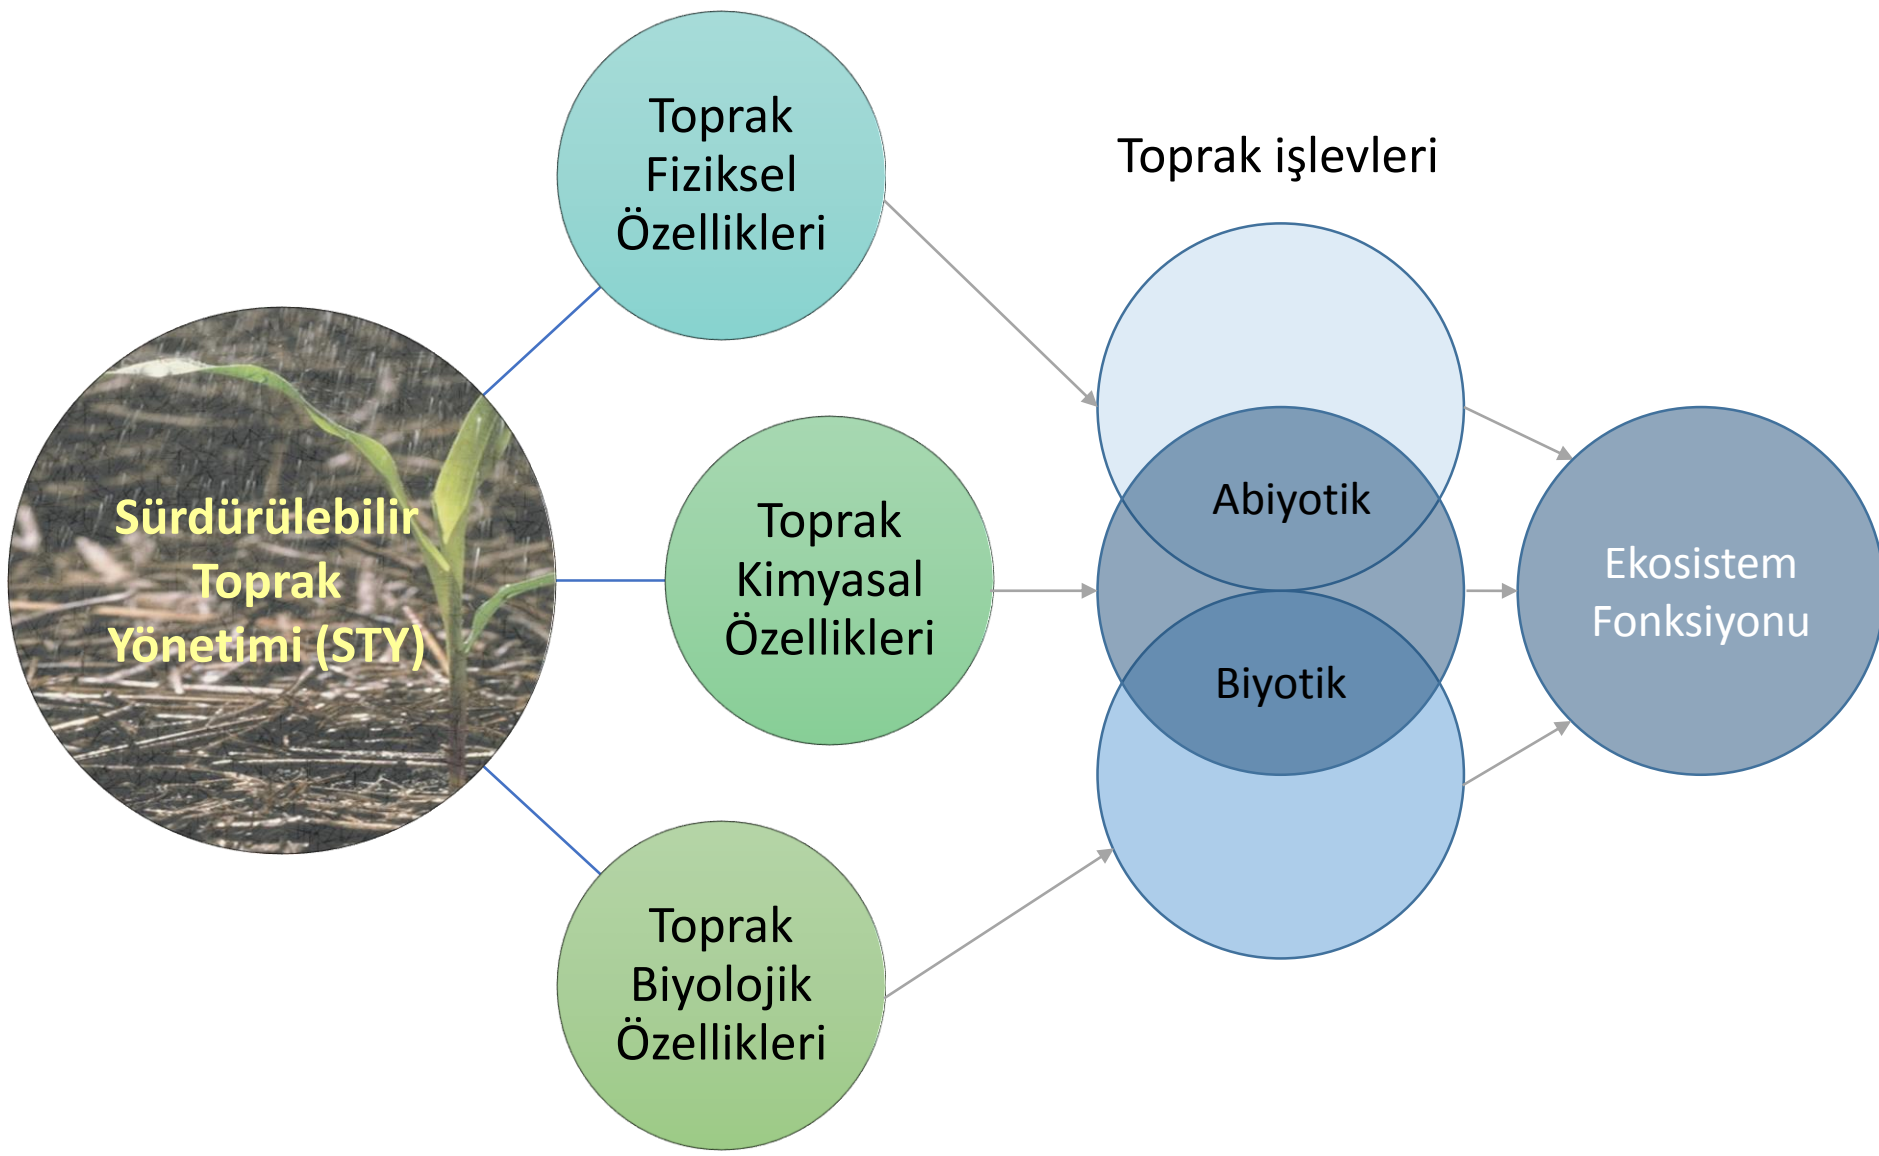 Toprak
Fiziksel
Özellikleri
Toprak işlevleri
Sürdürülebilir
Toprak
Yönetimi (STY)
Toprak
Kimyasal
Özellikleri
Abiyotik
Biyotik
Ekosistem
Fonksiyonu
Toprak
Biyolojik
Özellikleri